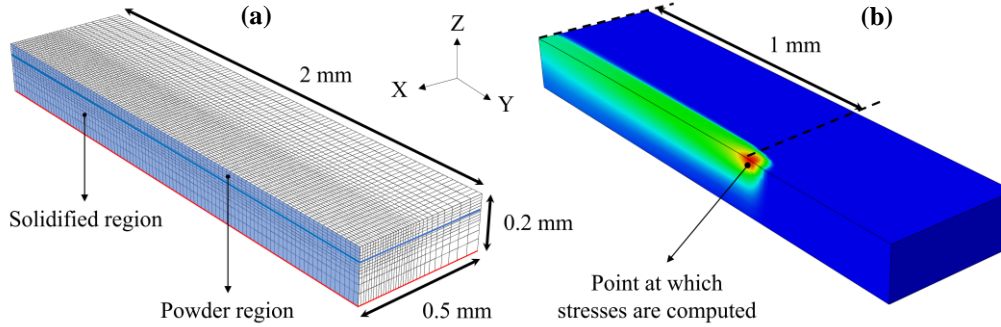 (a)
2 mm
Z
X
Y
Solidified region
Powder region
0.2 mm
0.5 mm
(b)
1 mm
Point at which
stresses are computed